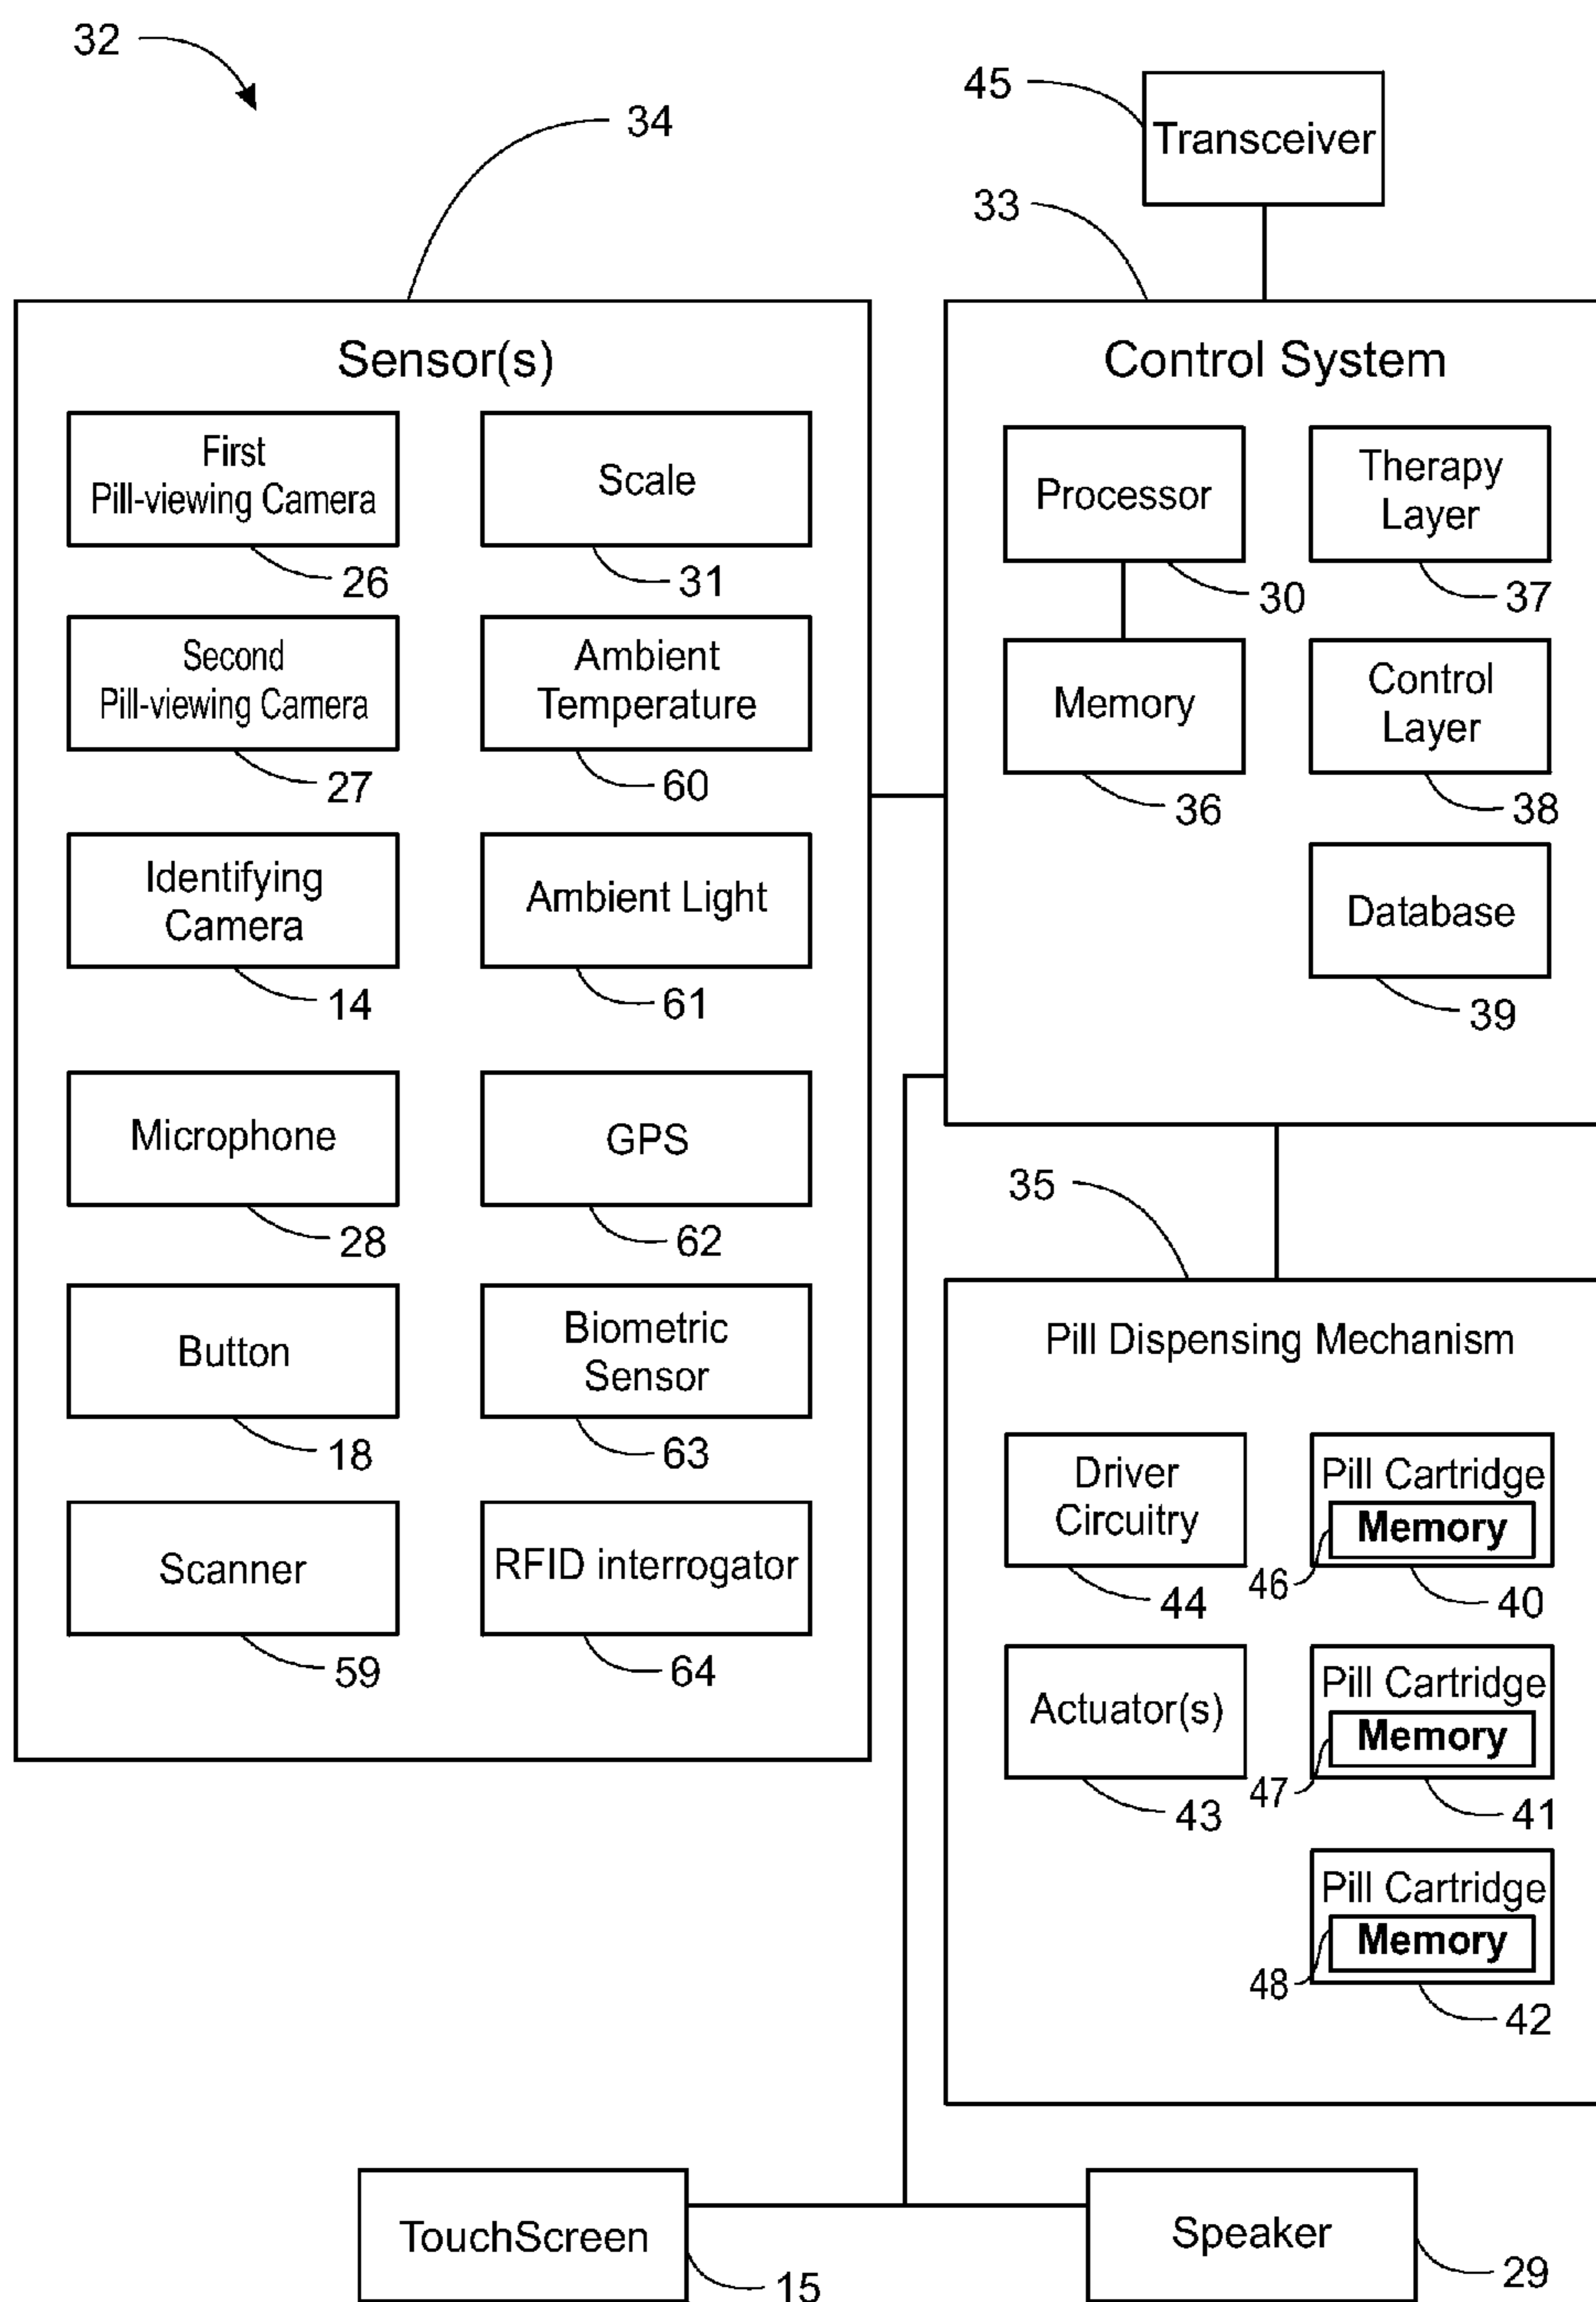 32
34
45
Transceiver
33
Sensor(s)
First
Pill-viewing Camera
26
Scale
31
Second
Pill-viewing Camera
27
Ambient
Temperature
60
Identifying
Camera
14
Ambient Light
61
Microphone
28
GPS
62
Button
18
Biometric
Sensor
63
Scanner
59
RFID interrogator
64
Control System
Processor
30
Therapy
Layer
37
Memory
36
Control
Layer
38
Database
39
35
Pill Dispensing Mechanism
Driver
Circuitry
44
Pill Cartridge
Memory
46
40
Actuator(s)
43
Pill Cartridge
Memory
47
41
Pill Cartridge
Memory
48
42
TouchScreen
15
Speaker
29